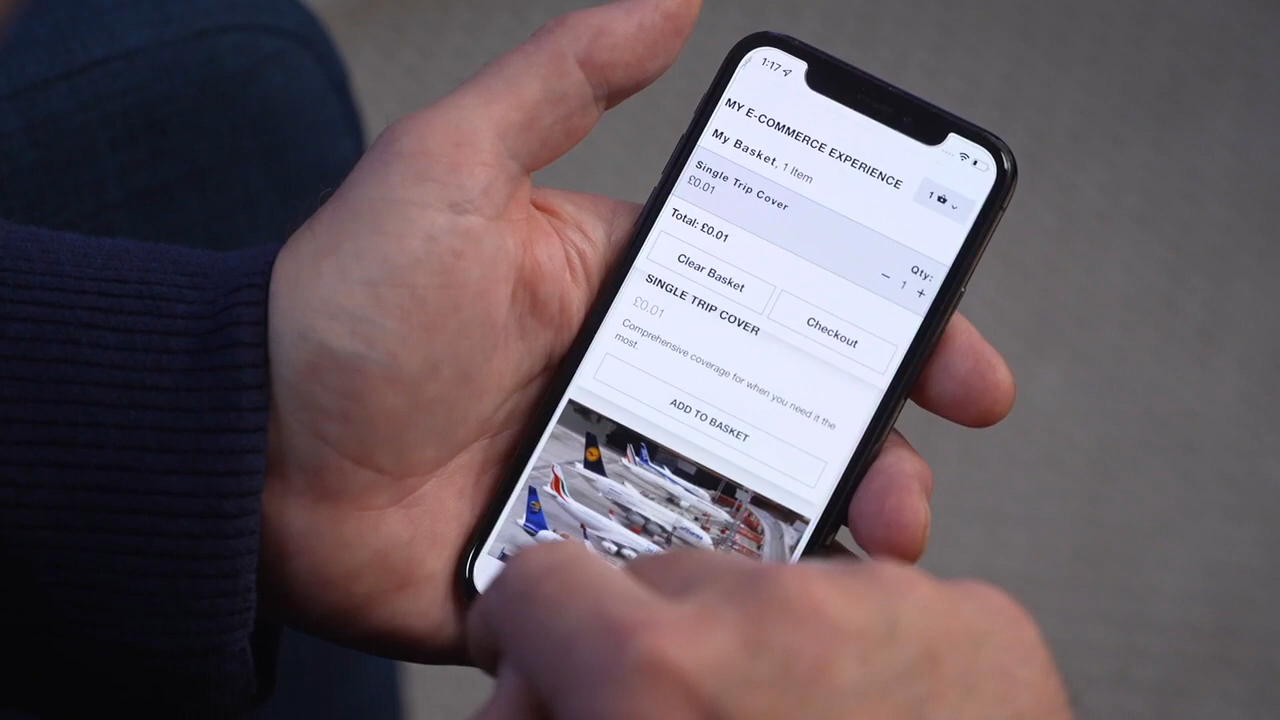 1:17
MY E-COMMERCE EXPERIENCE
1
My Basket, 1 Item
Single Trip Cover
£0.01
Qty:
− 1 +
Total: £0.01
Clear Basket
Checkout
SINGLE TRIP COVER
£0.01
Comprehensive coverage for when you need it the
most.
ADD TO BASKET